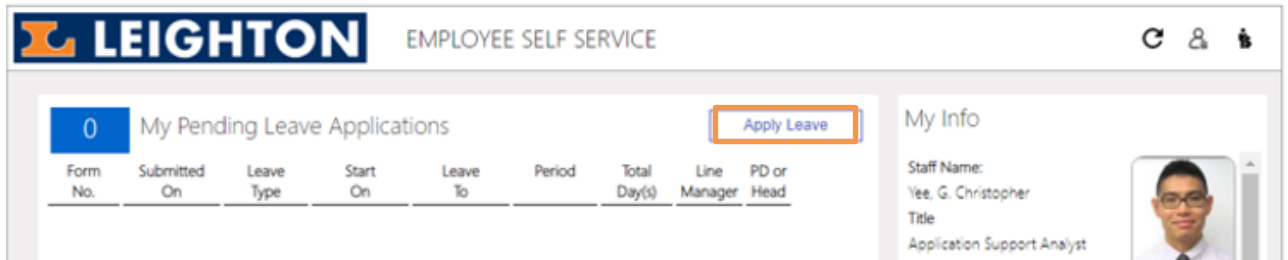 LEIGHTON
EMPLOYEE SELF SERVICE
0
My Pending Leave Applications
Apply Leave
Form No.
Submitted On
Leave Type
Start On
Leave To
Period
Total Day(s)
Line Manager
PD or Head
My Info
Staff Name:
Yee, G. Christopher
Title
Application Support Analyst